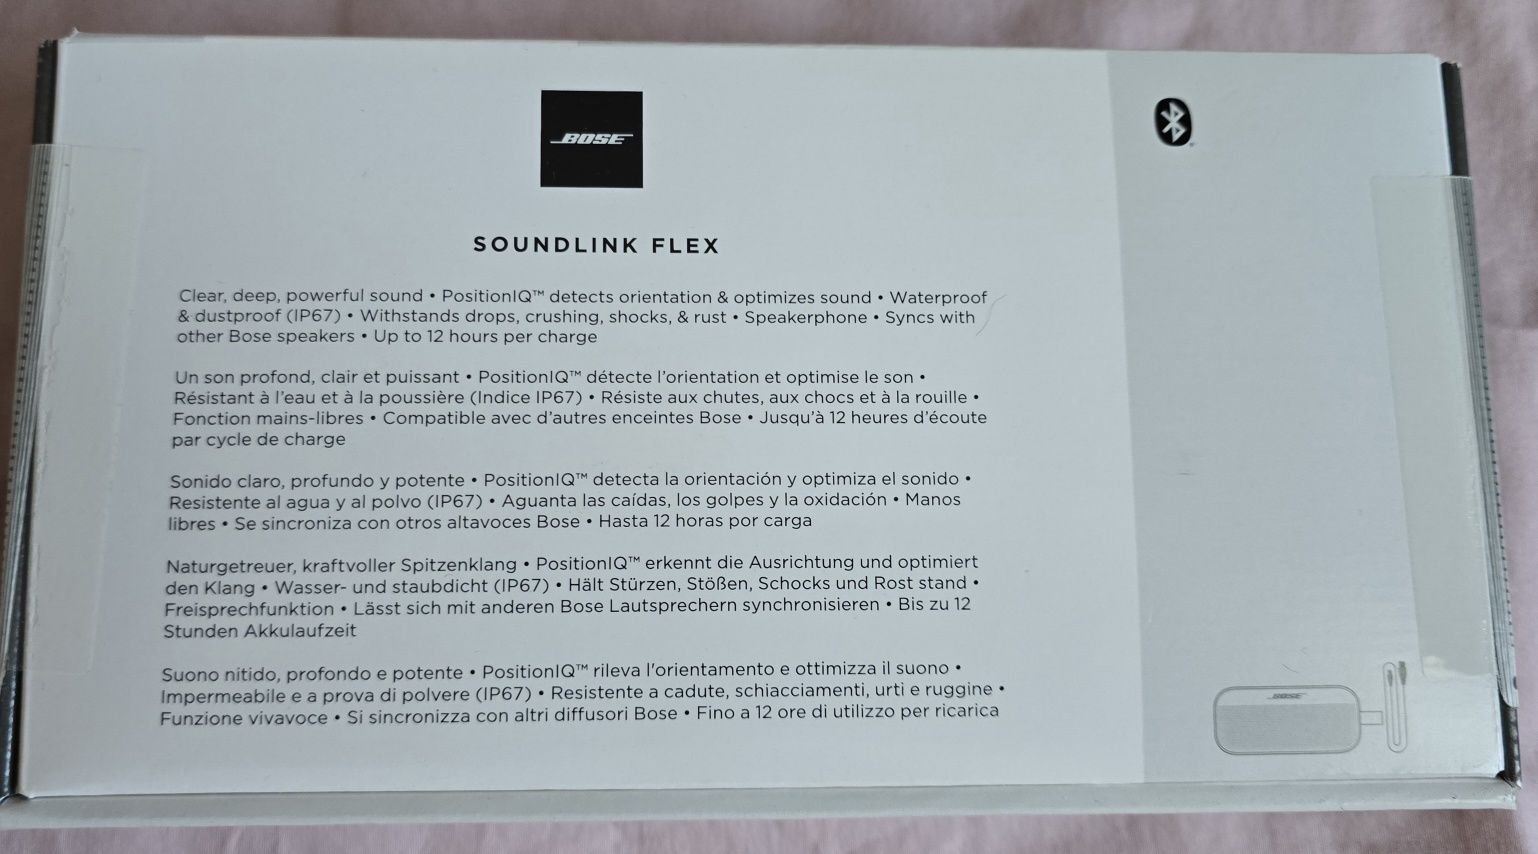 BOSE
SOUNDLINK FLEX
Clear, deep, powerful sound • PositionIQ™ detects orientation & optimizes sound • Waterproof
& dustproof (IP67) • Withstands drops, crushing, shocks, & rust • Speakerphone • Syncs with
other Bose speakers • Up to 12 hours per charge
Un son profond, clair et puissant • PositionIQ™ détecte l'orientation et optimise le son •
Résistant à l'eau et à la poussière (Indice IP67) • Résiste aux chutes, aux chocs et à la rouille •
Fonction mains-libres • Compatible avec d'autres enceintes Bose • Jusqu'à 12 heures d'écoute
par cycle de charge
Sonido claro, profundo y potente • PositionIQ™ detecta la orientación y optimiza el sonido •
Resistente al agua y al polvo (IP67) • Aguanta las caídas, los golpes y la oxidación • Manos
libres • Se sincroniza con otros altavoces Bose • Hasta 12 horas por carga
Naturgetreuer, kraftvoller Spitzenklang • PositionIQ™ erkennt die Ausrichtung und optimiert
den Klang • Wasser- und staubdicht (IP67) • Hält Stürzen, Stößen, Schocks und Rost stand •
Freisprechfunktion • Lässt sich mit anderen Bose Lautsprechern synchronisieren • Bis zu 12
Stunden Akkulaufzeit
Suono nitido, profondo e potente • PositionIQ™ rileva l'orientamento e ottimizza il suono •
Impermeabile e a prova di polvere (IP67) • Resistente a cadute, schiacciamenti, urti e ruggine •
Funzione vivavoce • Si sincronizza con altri diffusori Bose • Fino a 12 ore di utilizzo per ricarica
BOSE